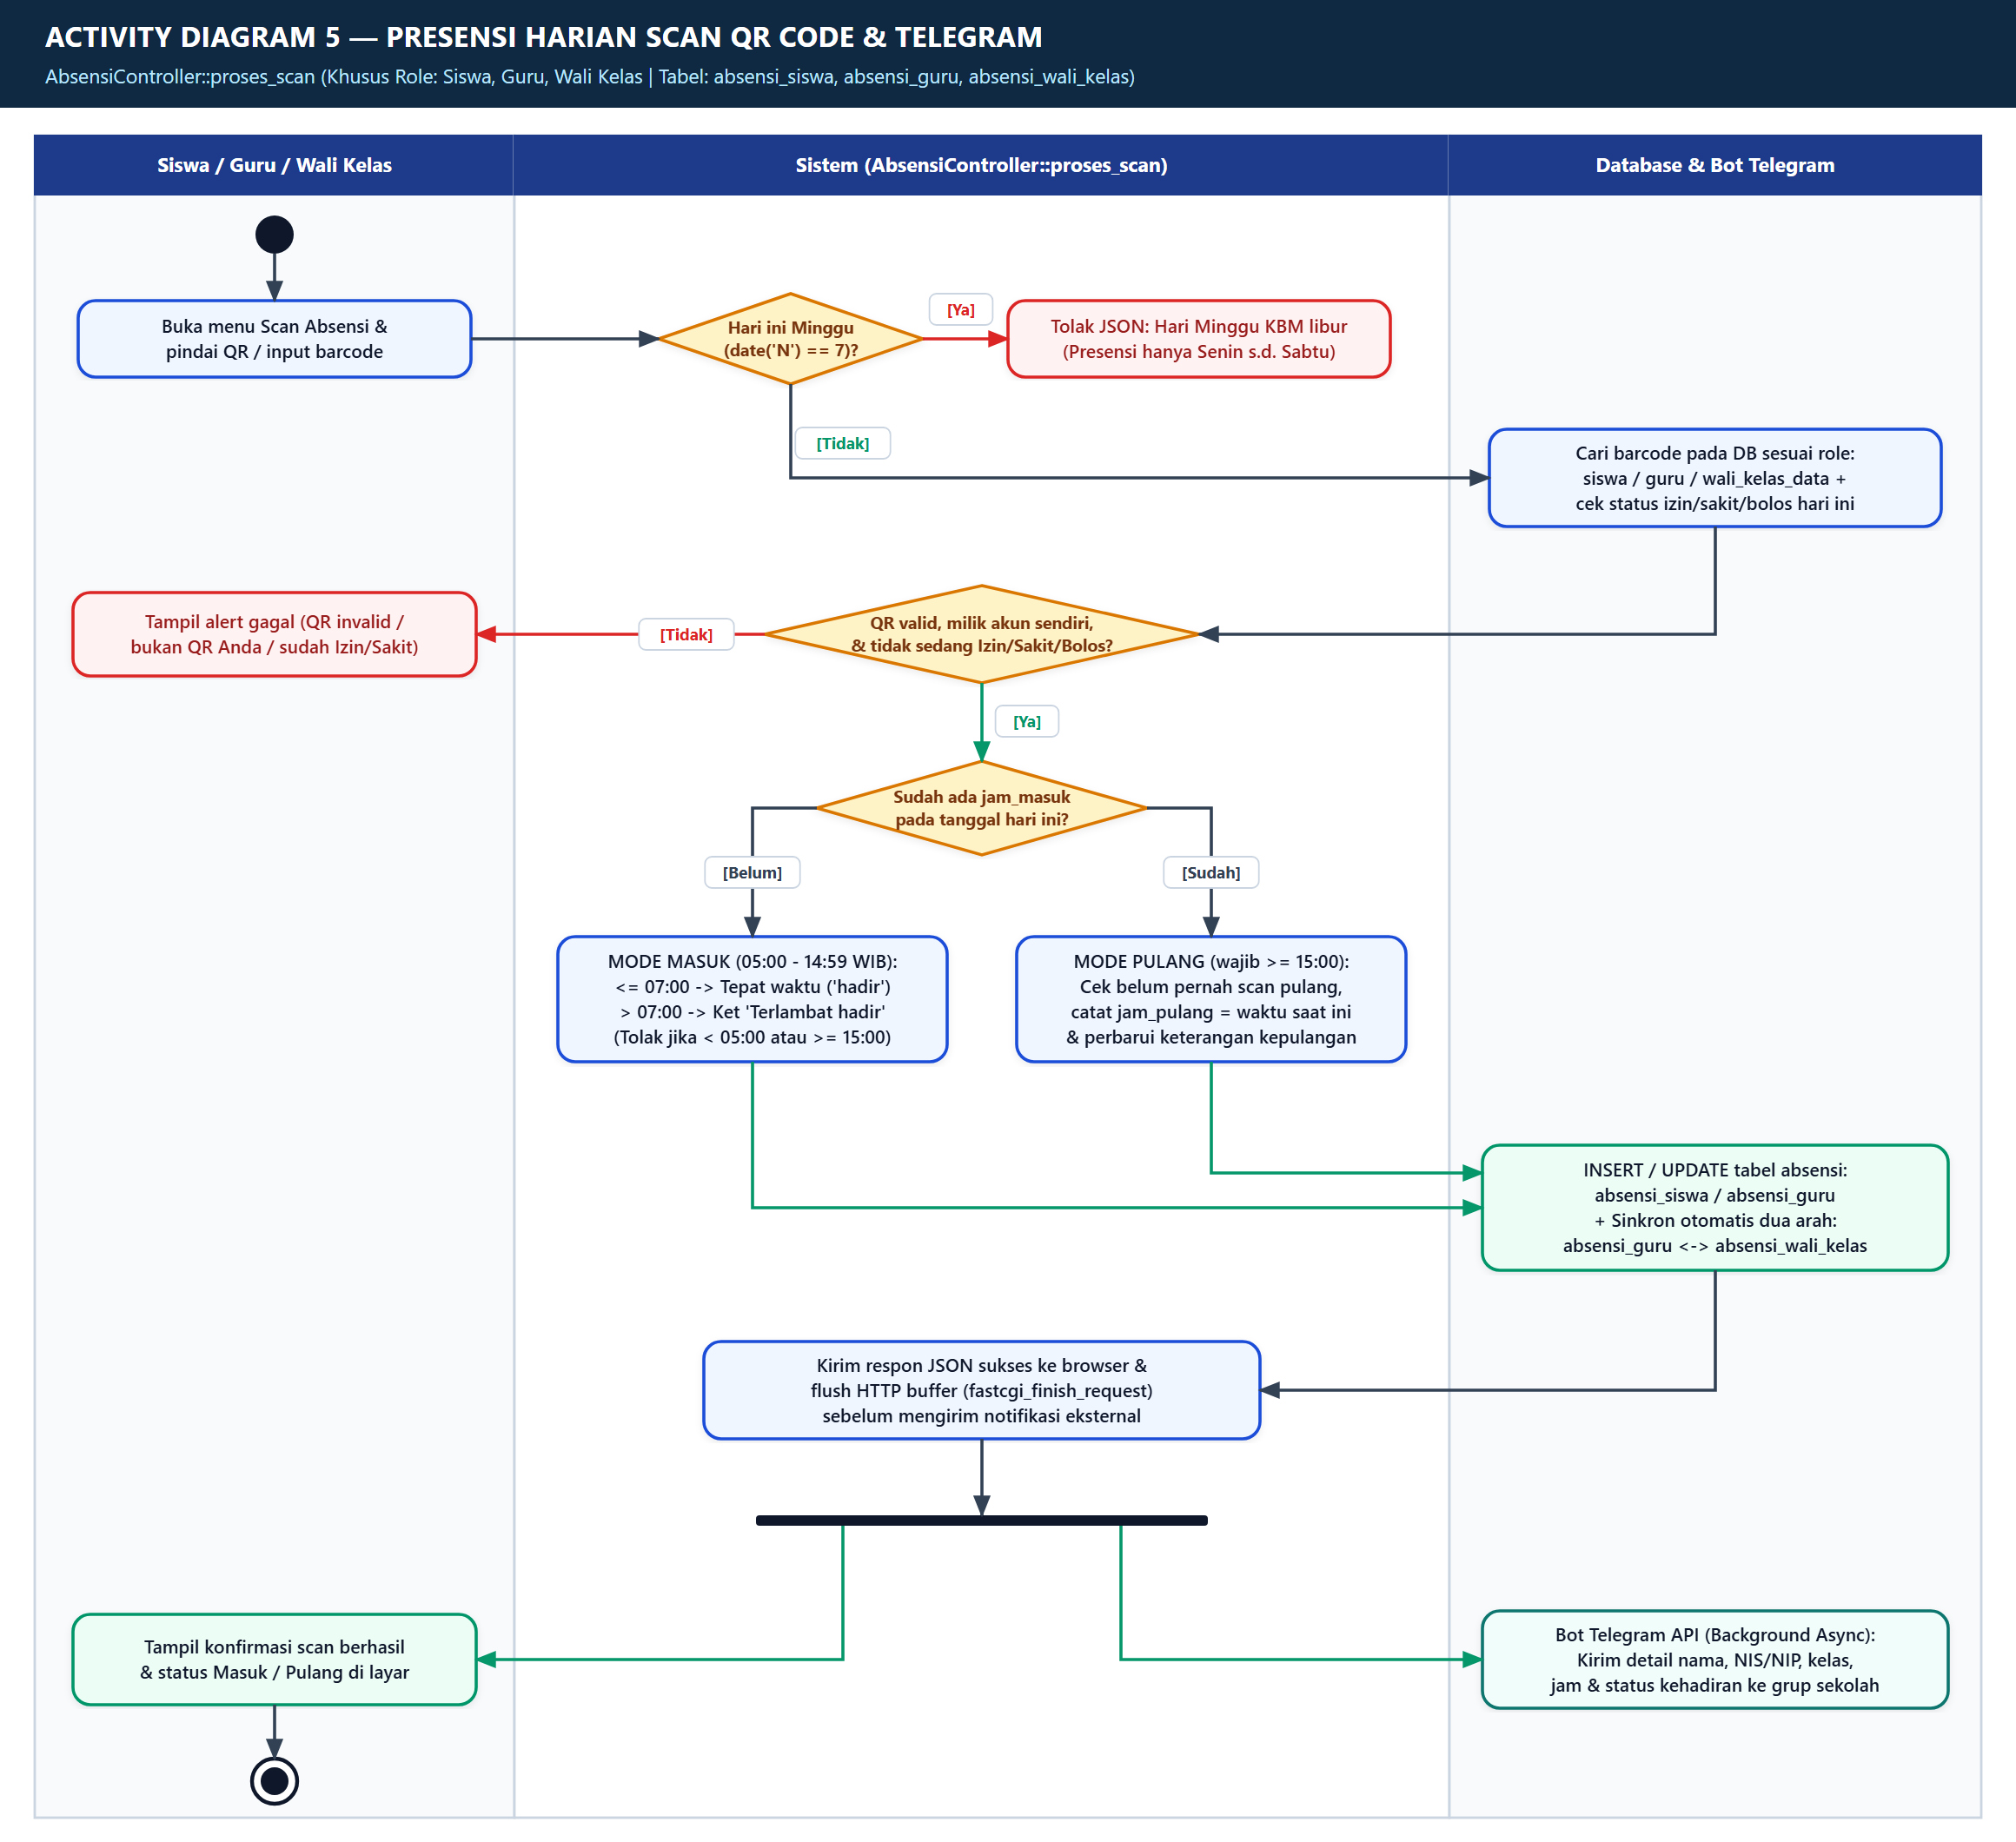 ACTIVITY DIAGRAM 5 — PRESENSI HARIAN SCAN QR CODE & TELEGRAM
AbsensiController::proses_scan (Khusus Role: Siswa, Guru, Wali Kelas | Tabel: absensi_siswa, absensi_guru, absensi_wali_kelas)
Siswa / Guru / Wali Kelas
Sistem (AbsensiController::proses_scan)
Database & Bot Telegram
Buka menu Scan Absensi &
pindai QR / input barcode
Hari ini Minggu
(date('N') == 7)?
[Ya]
Tolak JSON: Hari Minggu KBM libur
(Presensi hanya Senin s.d. Sabtu)
[Tidak]
Cari barcode pada DB sesuai role:
siswa / guru / wali_kelas_data +
cek status izin/sakit/bolos hari ini
Tampil alert gagal (QR invalid /
bukan QR Anda / sudah Izin/Sakit)
[Tidak]
QR valid, milik akun sendiri,
& tidak sedang Izin/Sakit/Bolos?
[Ya]
Sudah ada jam_masuk
pada tanggal hari ini?
[Belum]
[Sudah]
MODE MASUK (05:00 - 14:59 WIB):
<= 07:00 -> Tepat waktu ('hadir')
> 07:00 -> Ket 'Terlambat hadir'
(Tolak jika < 05:00 atau >= 15:00)
MODE PULANG (wajib >= 15:00):
Cek belum pernah scan pulang,
catat jam_pulang = waktu saat ini
& perbarui keterangan kepulangan
INSERT / UPDATE tabel absensi:
absensi_siswa / absensi_guru
+ Sinkron otomatis dua arah:
absensi_guru <-> absensi_wali_kelas
Kirim respon JSON sukses ke browser &
flush HTTP buffer (fastcgi_finish_request)
sebelum mengirim notifikasi eksternal
Tampil konfirmasi scan berhasil
& status Masuk / Pulang di layar
Bot Telegram API (Background Async):
Kirim detail nama, NIS/NIP, kelas,
jam & status kehadiran ke grup sekolah